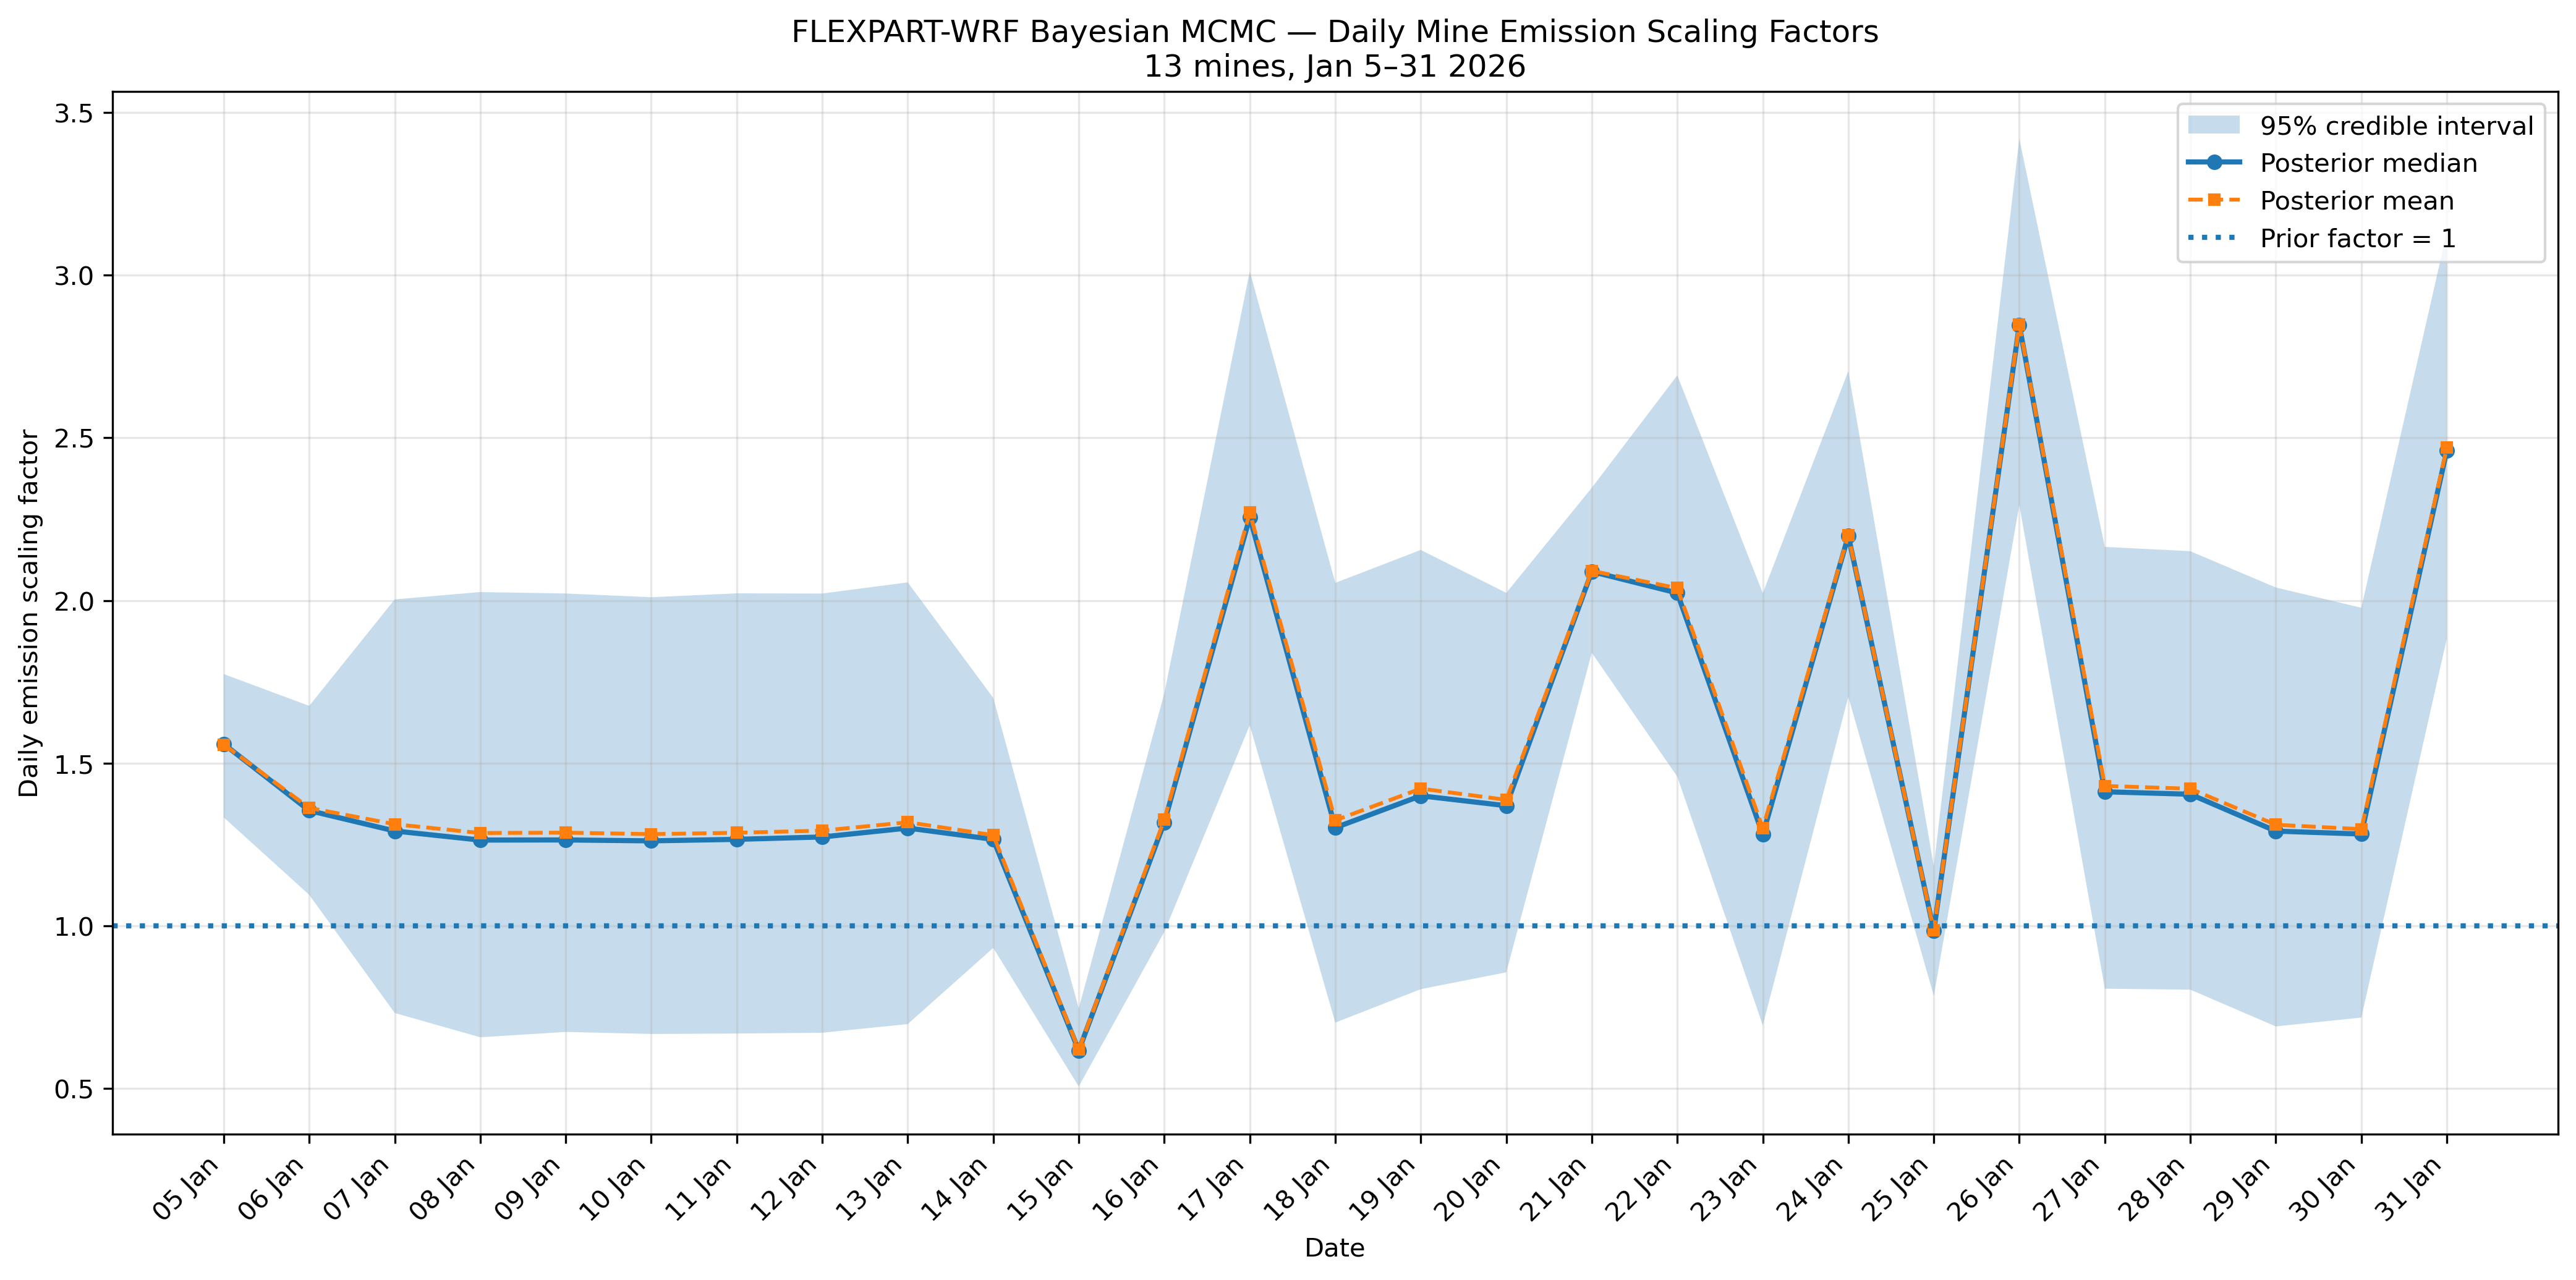 FLEXPART-WRF Bayesian MCMC — Daily Mine Emission Scaling Factors
13 mines, Jan 5–31 2026
95% credible interval
Posterior median
Posterior mean
Prior factor = 1
Daily emission scaling factor
3.5
3.0
2.5
2.0
1.5
1.0
0.5
05 Jan
06 Jan
07 Jan
08 Jan
09 Jan
10 Jan
11 Jan
12 Jan
13 Jan
14 Jan
15 Jan
16 Jan
17 Jan
18 Jan
19 Jan
20 Jan
21 Jan
22 Jan
23 Jan
24 Jan
25 Jan
26 Jan
27 Jan
28 Jan
29 Jan
30 Jan
31 Jan
Date